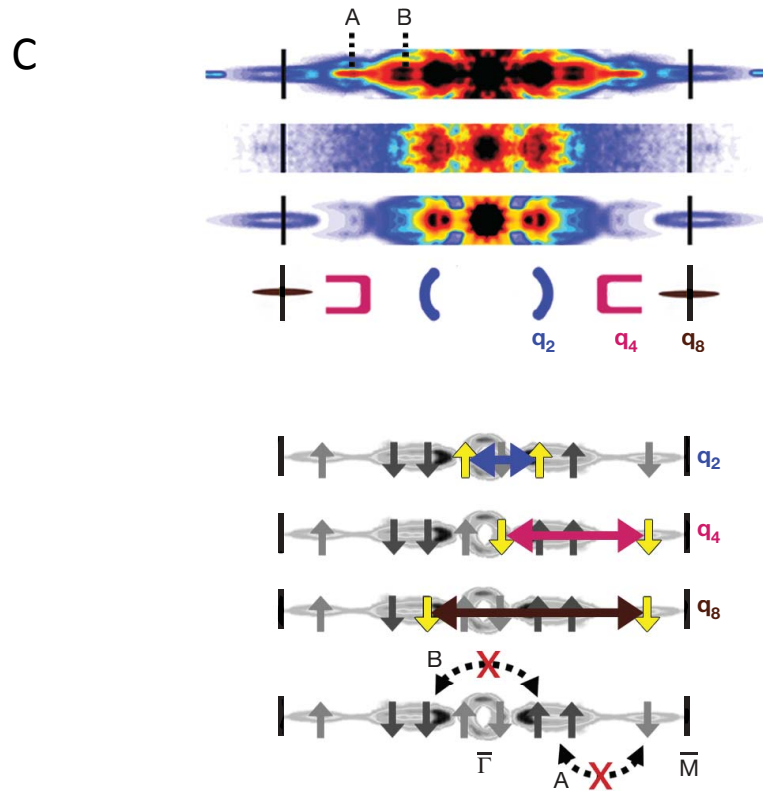 A B
C
q₂ q₄ q₈
q₂
q₄
q₈
B X
Γ̅ A X M̅